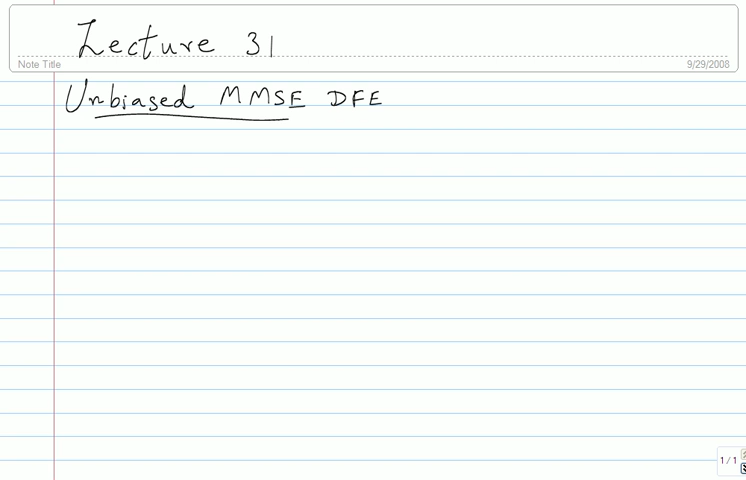 Lecture 31
Note Title
9/29/2008
Unbiased MMSE DFE
1/1